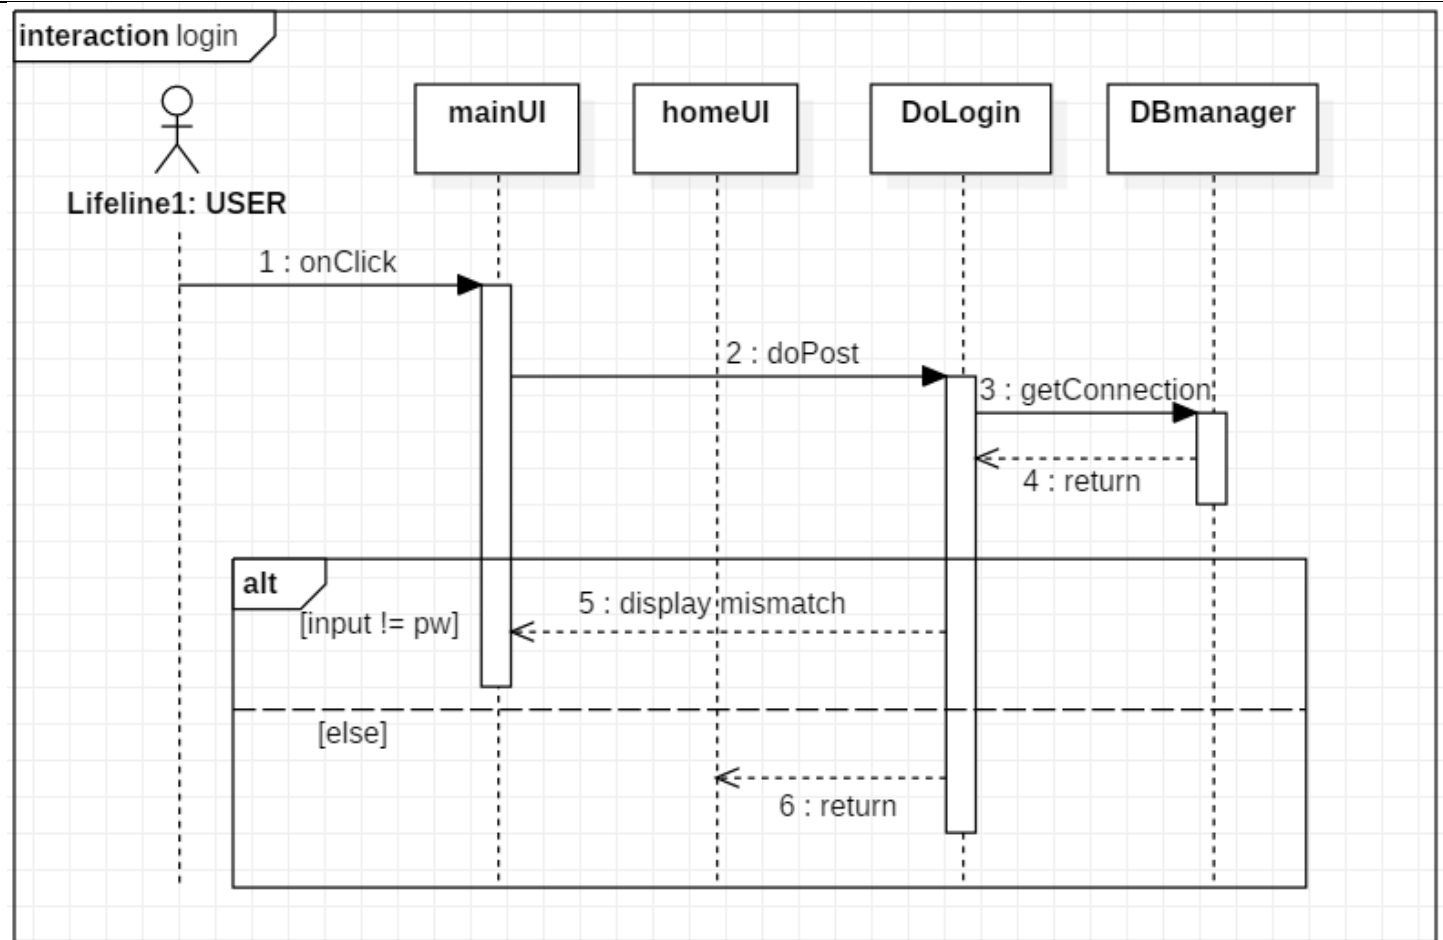 interaction login
mainUI
homeUI
DoLogin
DBmanager
Lifeline1: USER
1 : onClick
2 : doPost
3 : getConnection
4 : return
alt
5 : display mismatch
[input != pw]
[else]
6 : return